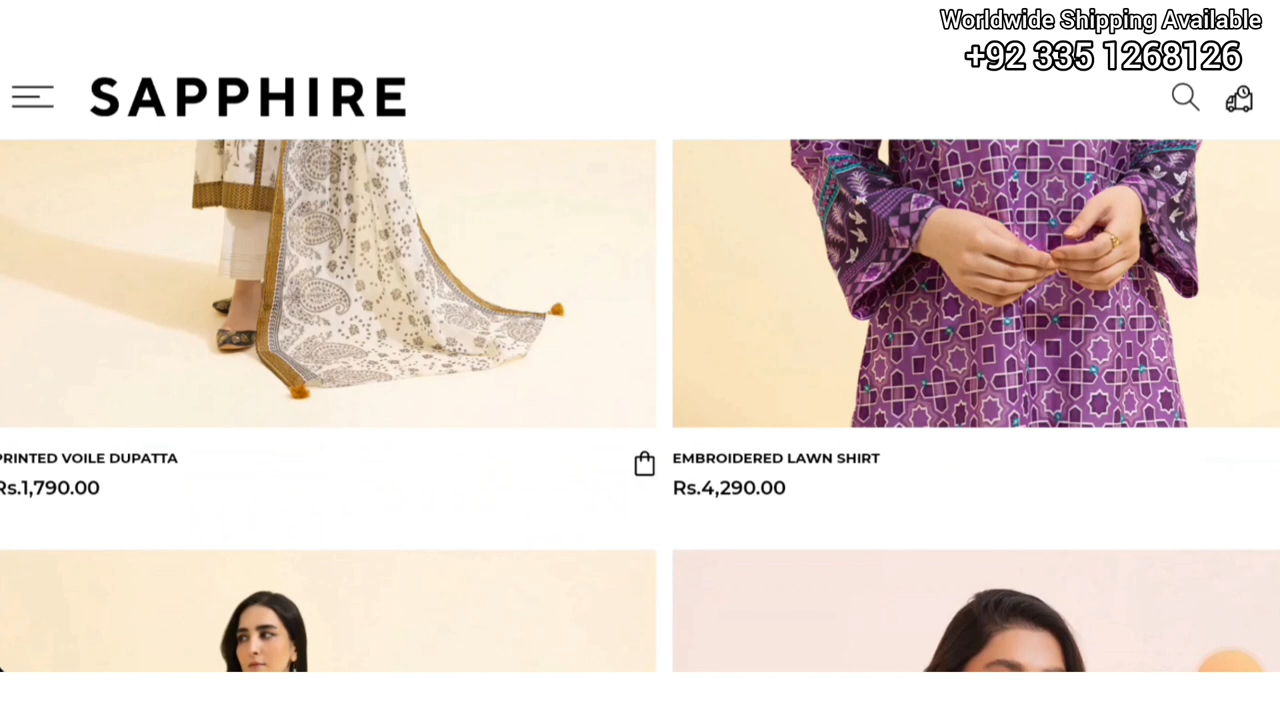 Worldwide Shipping Available
+92 335 1268126
SAPPHIRE
PRINTED VOILE DUPATTA
Rs.1,790.00
EMBROIDERED LAWN SHIRT
Rs.4,290.00